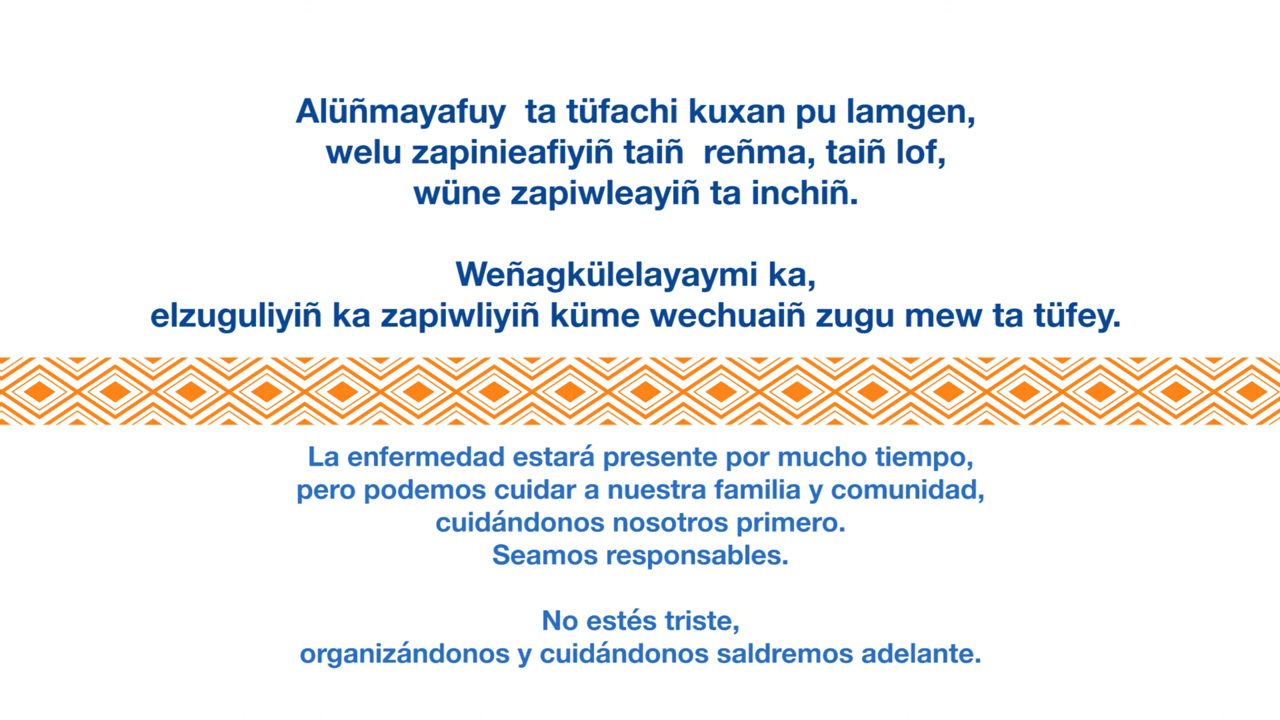 Alüñmayafuy ta tüfachi kuxan pu lamgen,
welu zapinieafiyiñ taiñ reñma, taiñ lof,
wüne zapiwleayiñ ta inchiñ.
Weñagkülelayaymi ka,
elzuguliyiñ ka zapiwliyiñ küme wechuaiñ zugu mew ta tüfey.
La enfermedad estará presente por mucho tiempo,
pero podemos cuidar a nuestra familia y comunidad,
cuidándonos nosotros primero.
Seamos responsables.
No estés triste,
organizándonos y cuidándonos saldremos adelante.